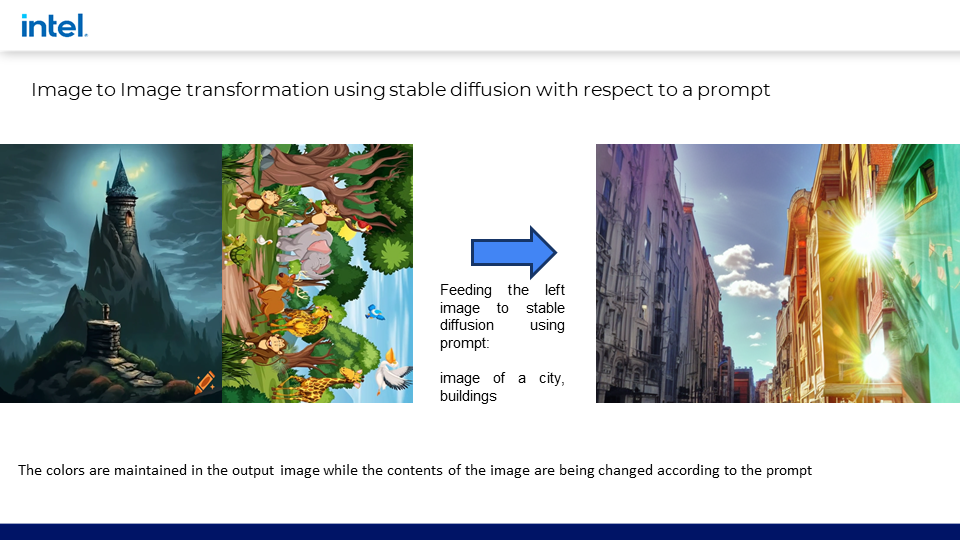 intel.
Image to Image transformation using stable diffusion with respect to a prompt
Feeding the left
image to stable
diffusion using
prompt:
image of a city,
buildings
The colors are maintained in the output image while the contents of the image are being changed according to the prompt